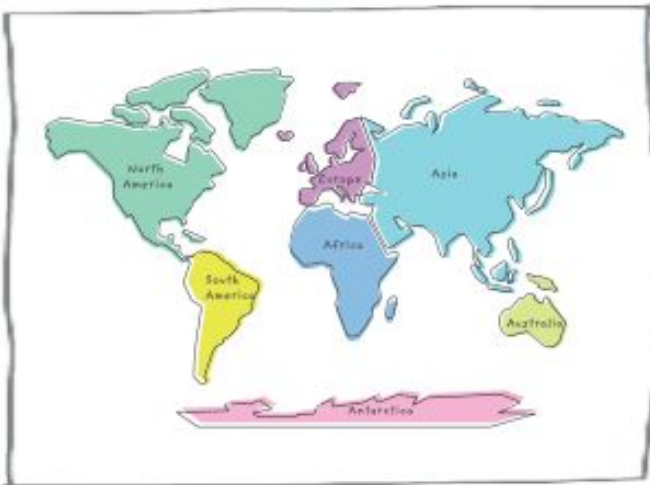 North
America
Europe
Asia
Africa
South
America
Australia
Antarctica